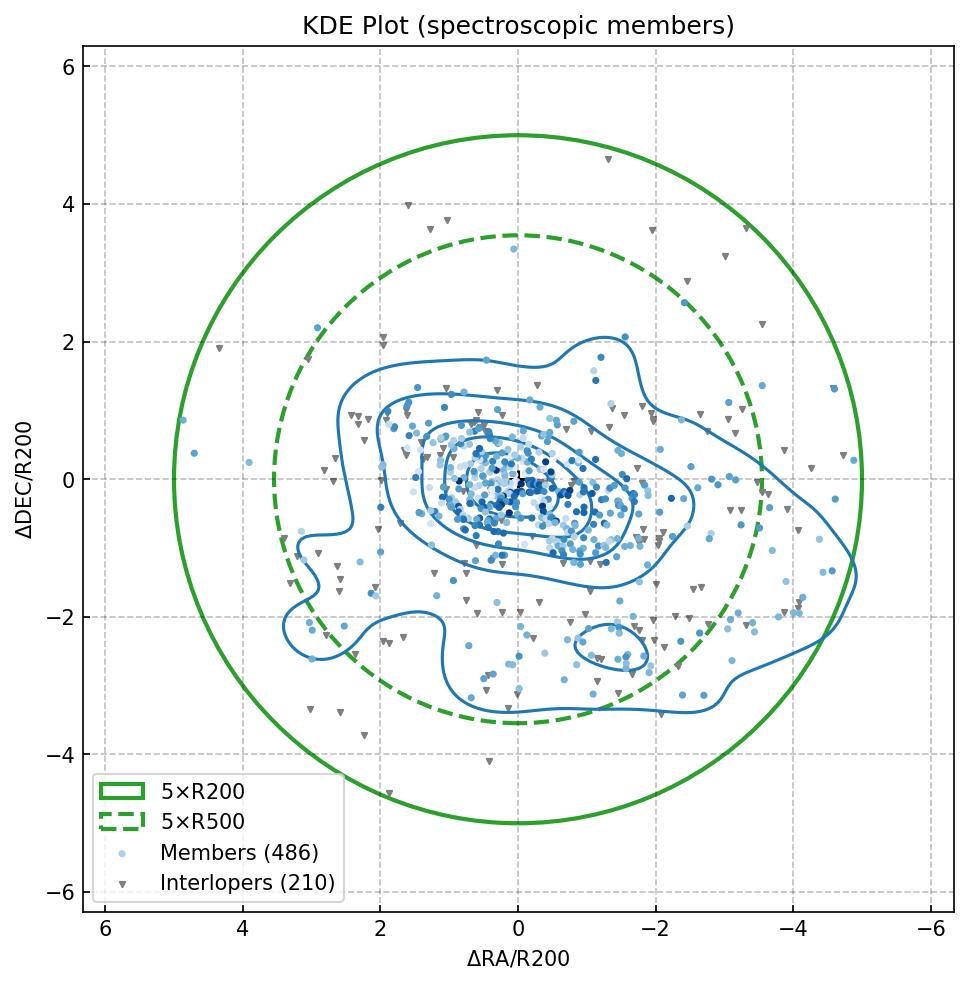 KDE Plot (spectroscopic members)
6
4
2
0
−2
−4
−6
ΔDEC/R200
5×R200
5×R500
Members (486)
Interlopers (210)
6 4 2 0 −2 −4 −6
ΔRA/R200